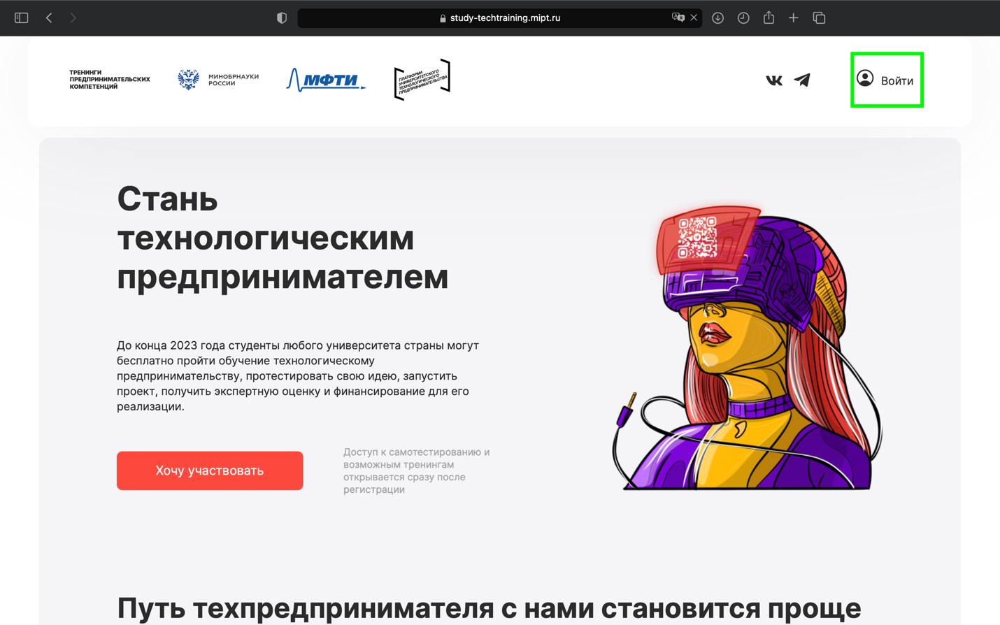 study-techtraining.mipt.ru
ТРЕНИНГИ
ПРЕДПРИНИМАТЕЛЬСКИХ
КОМПЕТЕНЦИЙ
МИНОБРНАУКИ
РОССИИ
МФТИ
ПЛАТФОРМА
УНИВЕРСИТЕТСКОГО
ТЕХНОЛОГИЧЕСКОГО
ПРЕДПРИНИМАТЕЛЬСТВА
Войти
Стань
технологическим
предпринимателем
До конца 2023 года студенты любого университета страны могут
бесплатно пройти обучение технологическому
предпринимательству, протестировать свою идею, запустить
проект, получить экспертную оценку и финансирование для его
реализации.
Хочу участвовать
Доступ к самотестированию и
возможным тренингам
открывается сразу после
регистрации
Путь техпредпринимателя с нами становится проще